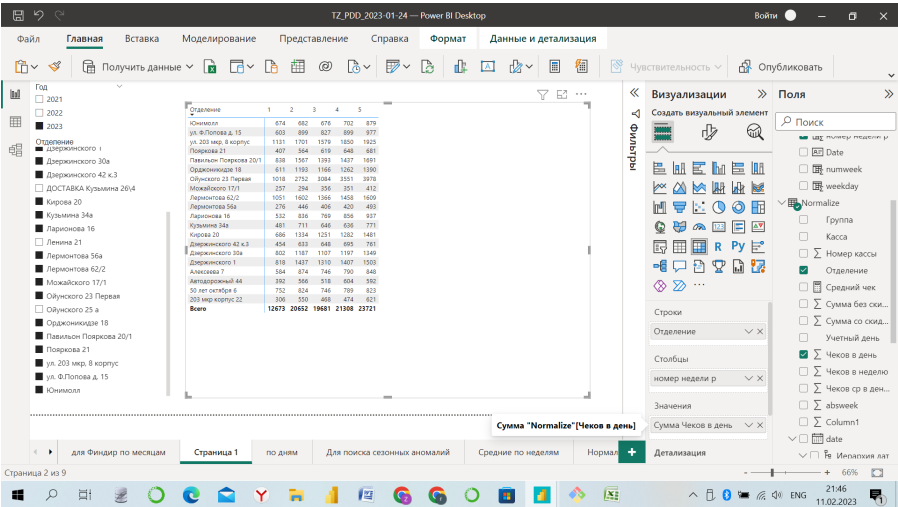 TZ_PDD_2023-01-24 — Power BI Desktop
Войти
Файл Главная Вставка Моделирование Представление Справка Формат Данные и детализация
Получить данные
Чувствительность
Опубликовать
Год
2021
2022
2023
Отделение
Дзержинского 1
Дзержинского 30а
Дзержинского 42 к.3
ДОСТАВКА Кузьмина 26\4
Кирова 20
Кузьмина 34а
Ларионова 16
Ленина 21
Лермонтова 56а
Лермонтова 62/2
Можайского 17/1
Ойунского 23 Первая
Ойунского 25 а
Орджоникидзе 18
Павильон Пояркова 20/1
Пояркова 21
ул. 203 мкр, 8 корпус
ул. Ф.Попова д. 15
Юнимолл
Отделение 1 2 3 4 5
Юнимолл 674 682 676 702 879
ул. Ф.Попова д. 15 603 899 827 899 977
ул. 203 мкр, 8 корпус 1131 1701 1579 1850 1925
Пояркова 21 407 564 619 648 681
Павильон Пояркова 20/1 838 1567 1393 1437 1691
Орджоникидзе 18 611 1193 1166 1262 1390
Ойунского 23 Первая 1018 2752 3084 3551 3978
Можайского 17/1 257 294 356 351 412
Лермонтова 62/2 1051 1602 1366 1458 1609
Лермонтова 56а 276 446 406 420 493
Ларионова 16 532 836 769 856 937
Кузьмина 34а 481 711 646 636 771
Кирова 20 686 1334 1251 1282 1481
Дзержинского 42 к.3 454 633 648 695 761
Дзержинского 30а 802 1187 1107 1197 1349
Дзержинского 1 818 1437 1310 1407 1503
Алексеева 7 584 874 746 790 848
Автодорожный 44 392 566 518 604 592
50 лет октября 6 752 824 746 789 823
203 мкр корпус 22 306 550 468 474 621
Всего 12673 20652 19681 21308 23721
Фильтры
Визуализации
Создать визуальный элемент
Строки
Отделение
Столбцы
номер недели р
Значения
Сумма Чеков в день
Детализация
Сумма "Normalize"[Чеков в день]
Поля
Поиск
номер недели р
Date
numweek
weekday
Normalize
Группа
Касса
Номер кассы
Отделение
Средний чек
Сумма без ски...
Сумма со скид...
Учетный день
Чеков в день
Чеков в неделю
Чеков ср в ден...
absweek
Column1
date
Иерархия дат
для Финдир по месяцам Страница 1 по дням Для поиска сезонных аномалий Средние по неделям Нормал
Страница 2 из 9
66%
ENG
21:46
11.02.2023